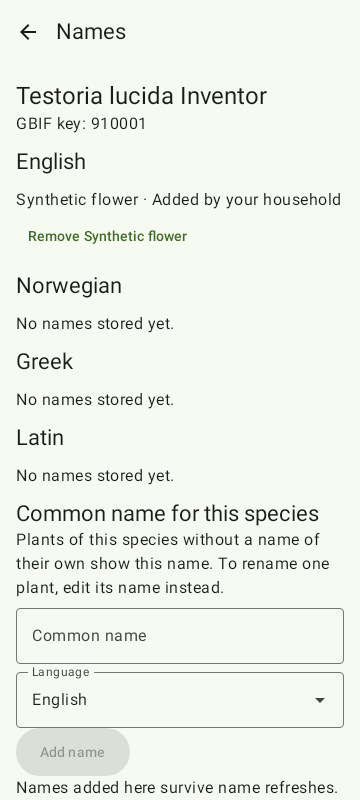 Names
Testoria lucida Inventor
GBIF key: 910001
English
Synthetic flower · Added by your household
Remove Synthetic flower
Norwegian
No names stored yet.
Greek
No names stored yet.
Latin
No names stored yet.
Common name for this species
Plants of this species without a name of
their own show this name. To rename one
plant, edit its name instead.
Common name
Language
English
Add name
Names added here survive name refreshes.